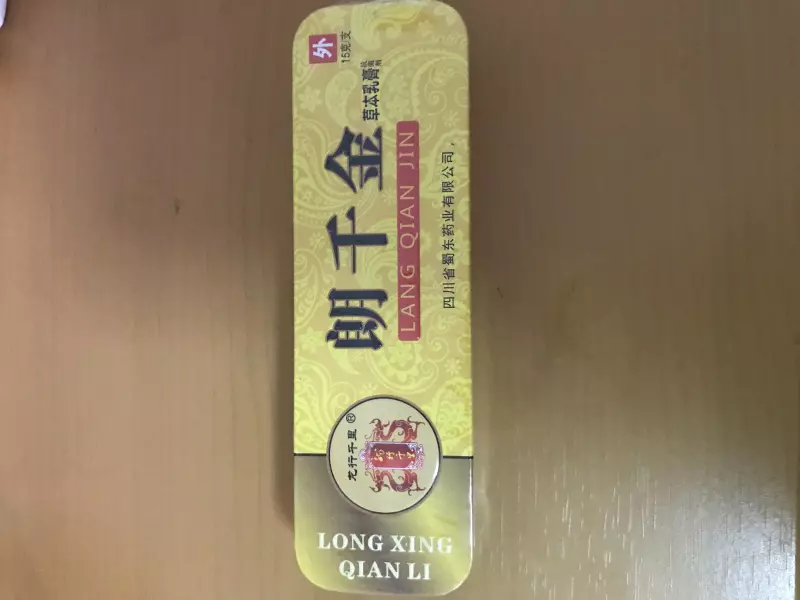 外
15克/支
朗千金
草本乳膏
LANG QIAN JIN
四川省蜀东药业有限公司
龙行千里®
LONG XING
QIAN LI